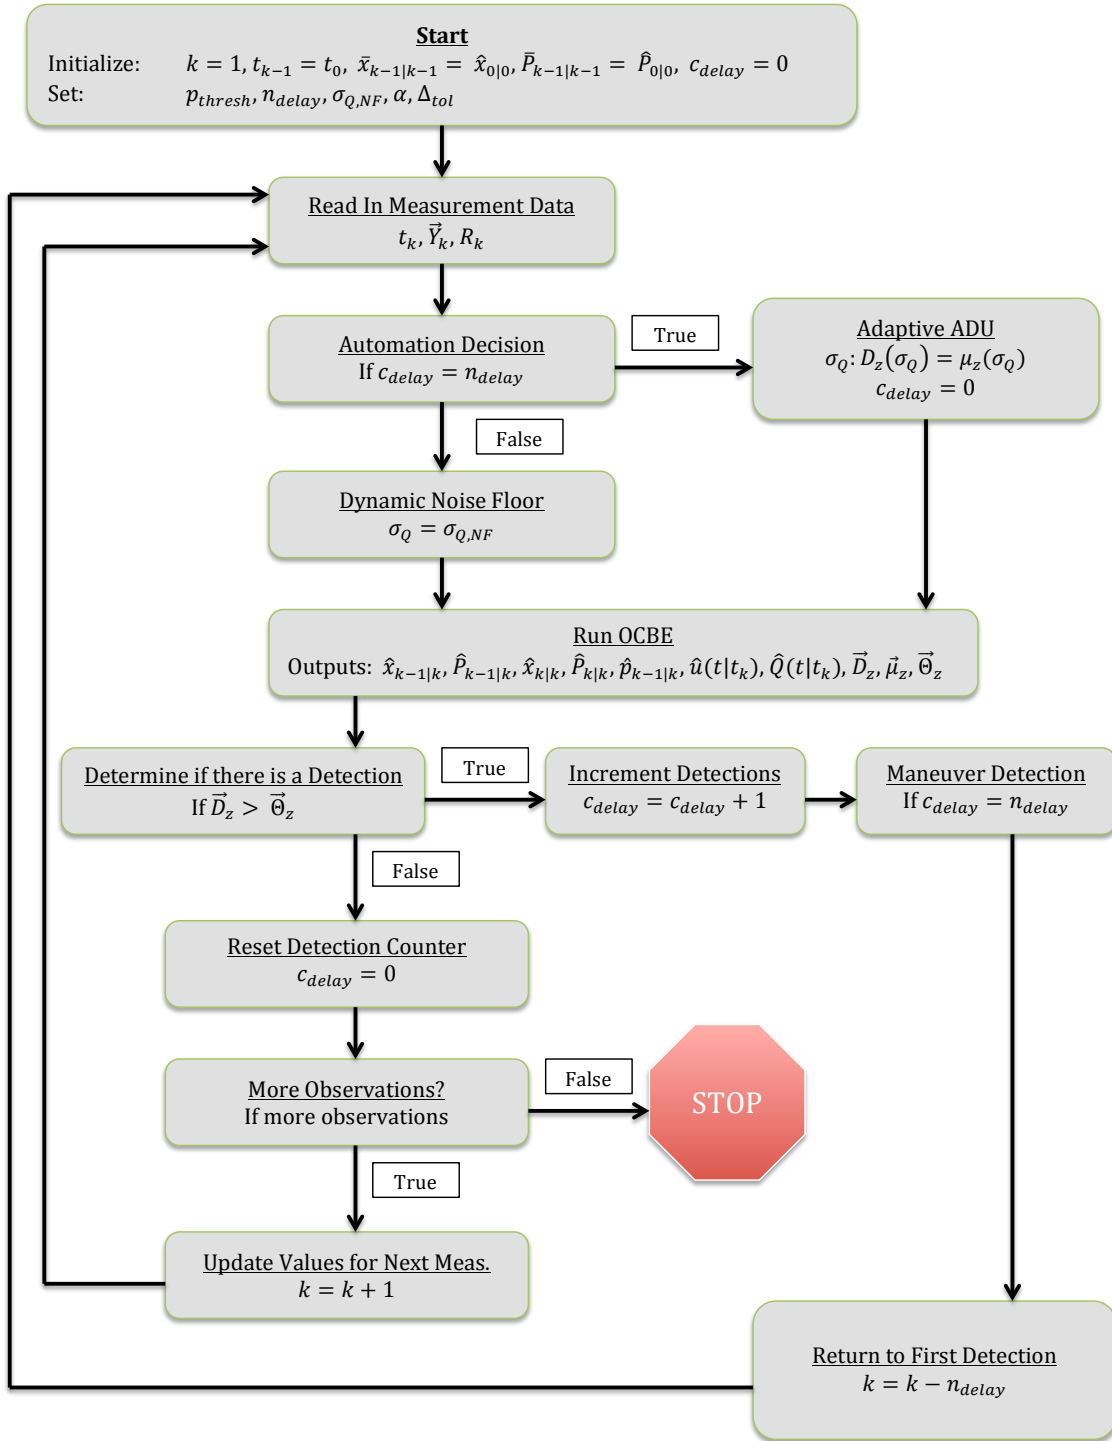 Start
Initialize: k = 1, t_{k−1} = t_0, x̄_{k−1|k−1} = x̂_{0|0}, P̄_{k−1|k−1} = P̂_{0|0}, c_{delay} = 0
Set: p_{thresh}, n_{delay}, σ_{Q,NF}, α, Δ_{tol}
Read In Measurement Data
t_k, Y⃗_k, R_k
Automation Decision
If c_{delay} = n_{delay}
True
Adaptive ADU
σ_Q: D_z(σ_Q) = μ_z(σ_Q)
c_{delay} = 0
False
Dynamic Noise Floor
σ_Q = σ_{Q,NF}
Run OCBE
Outputs: x̂_{k−1|k}, P̂_{k−1|k}, x̂_{k|k}, P̂_{k|k}, p̂_{k−1|k}, û(t|t_k), Q̂(t|t_k), D⃗_z, μ⃗_z, Θ⃗_z
Determine if there is a Detection
If D⃗_z > Θ⃗_z
True
Increment Detections
c_{delay} = c_{delay} + 1
Maneuver Detection
If c_{delay} = n_{delay}
False
Reset Detection Counter
c_{delay} = 0
More Observations?
If more observations
False
STOP
True
Update Values for Next Meas.
k = k + 1
Return to First Detection
k = k − n_{delay}